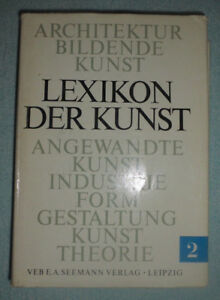 ARCHITEKTUR
BILDENDE
KUNST
LEXIKON
DER KUNST
ANGEWANDTE
KUNST
INDUSTRIE
FORM
GESTALTUNG
KUNST
THEORIE
2
VEB E.A. SEEMANN VERLAG · LEIPZIG